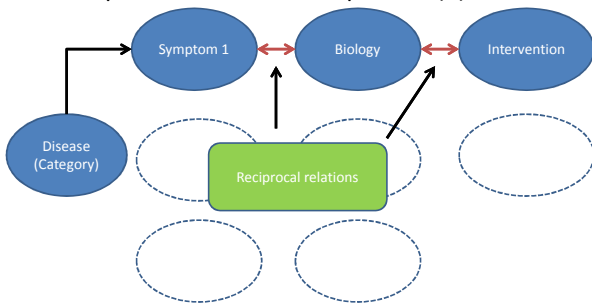 Symptom 1
Biology
Intervention
Disease
(Category)
Reciprocal relations